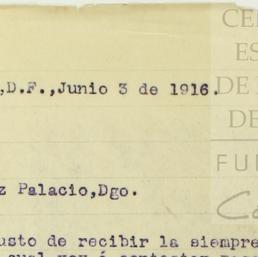 ,D.F.,Junio 3 de 1916.
z Palacio,Dgo.
usto de recibir la siempre
CE
ES
DE
DE
FU